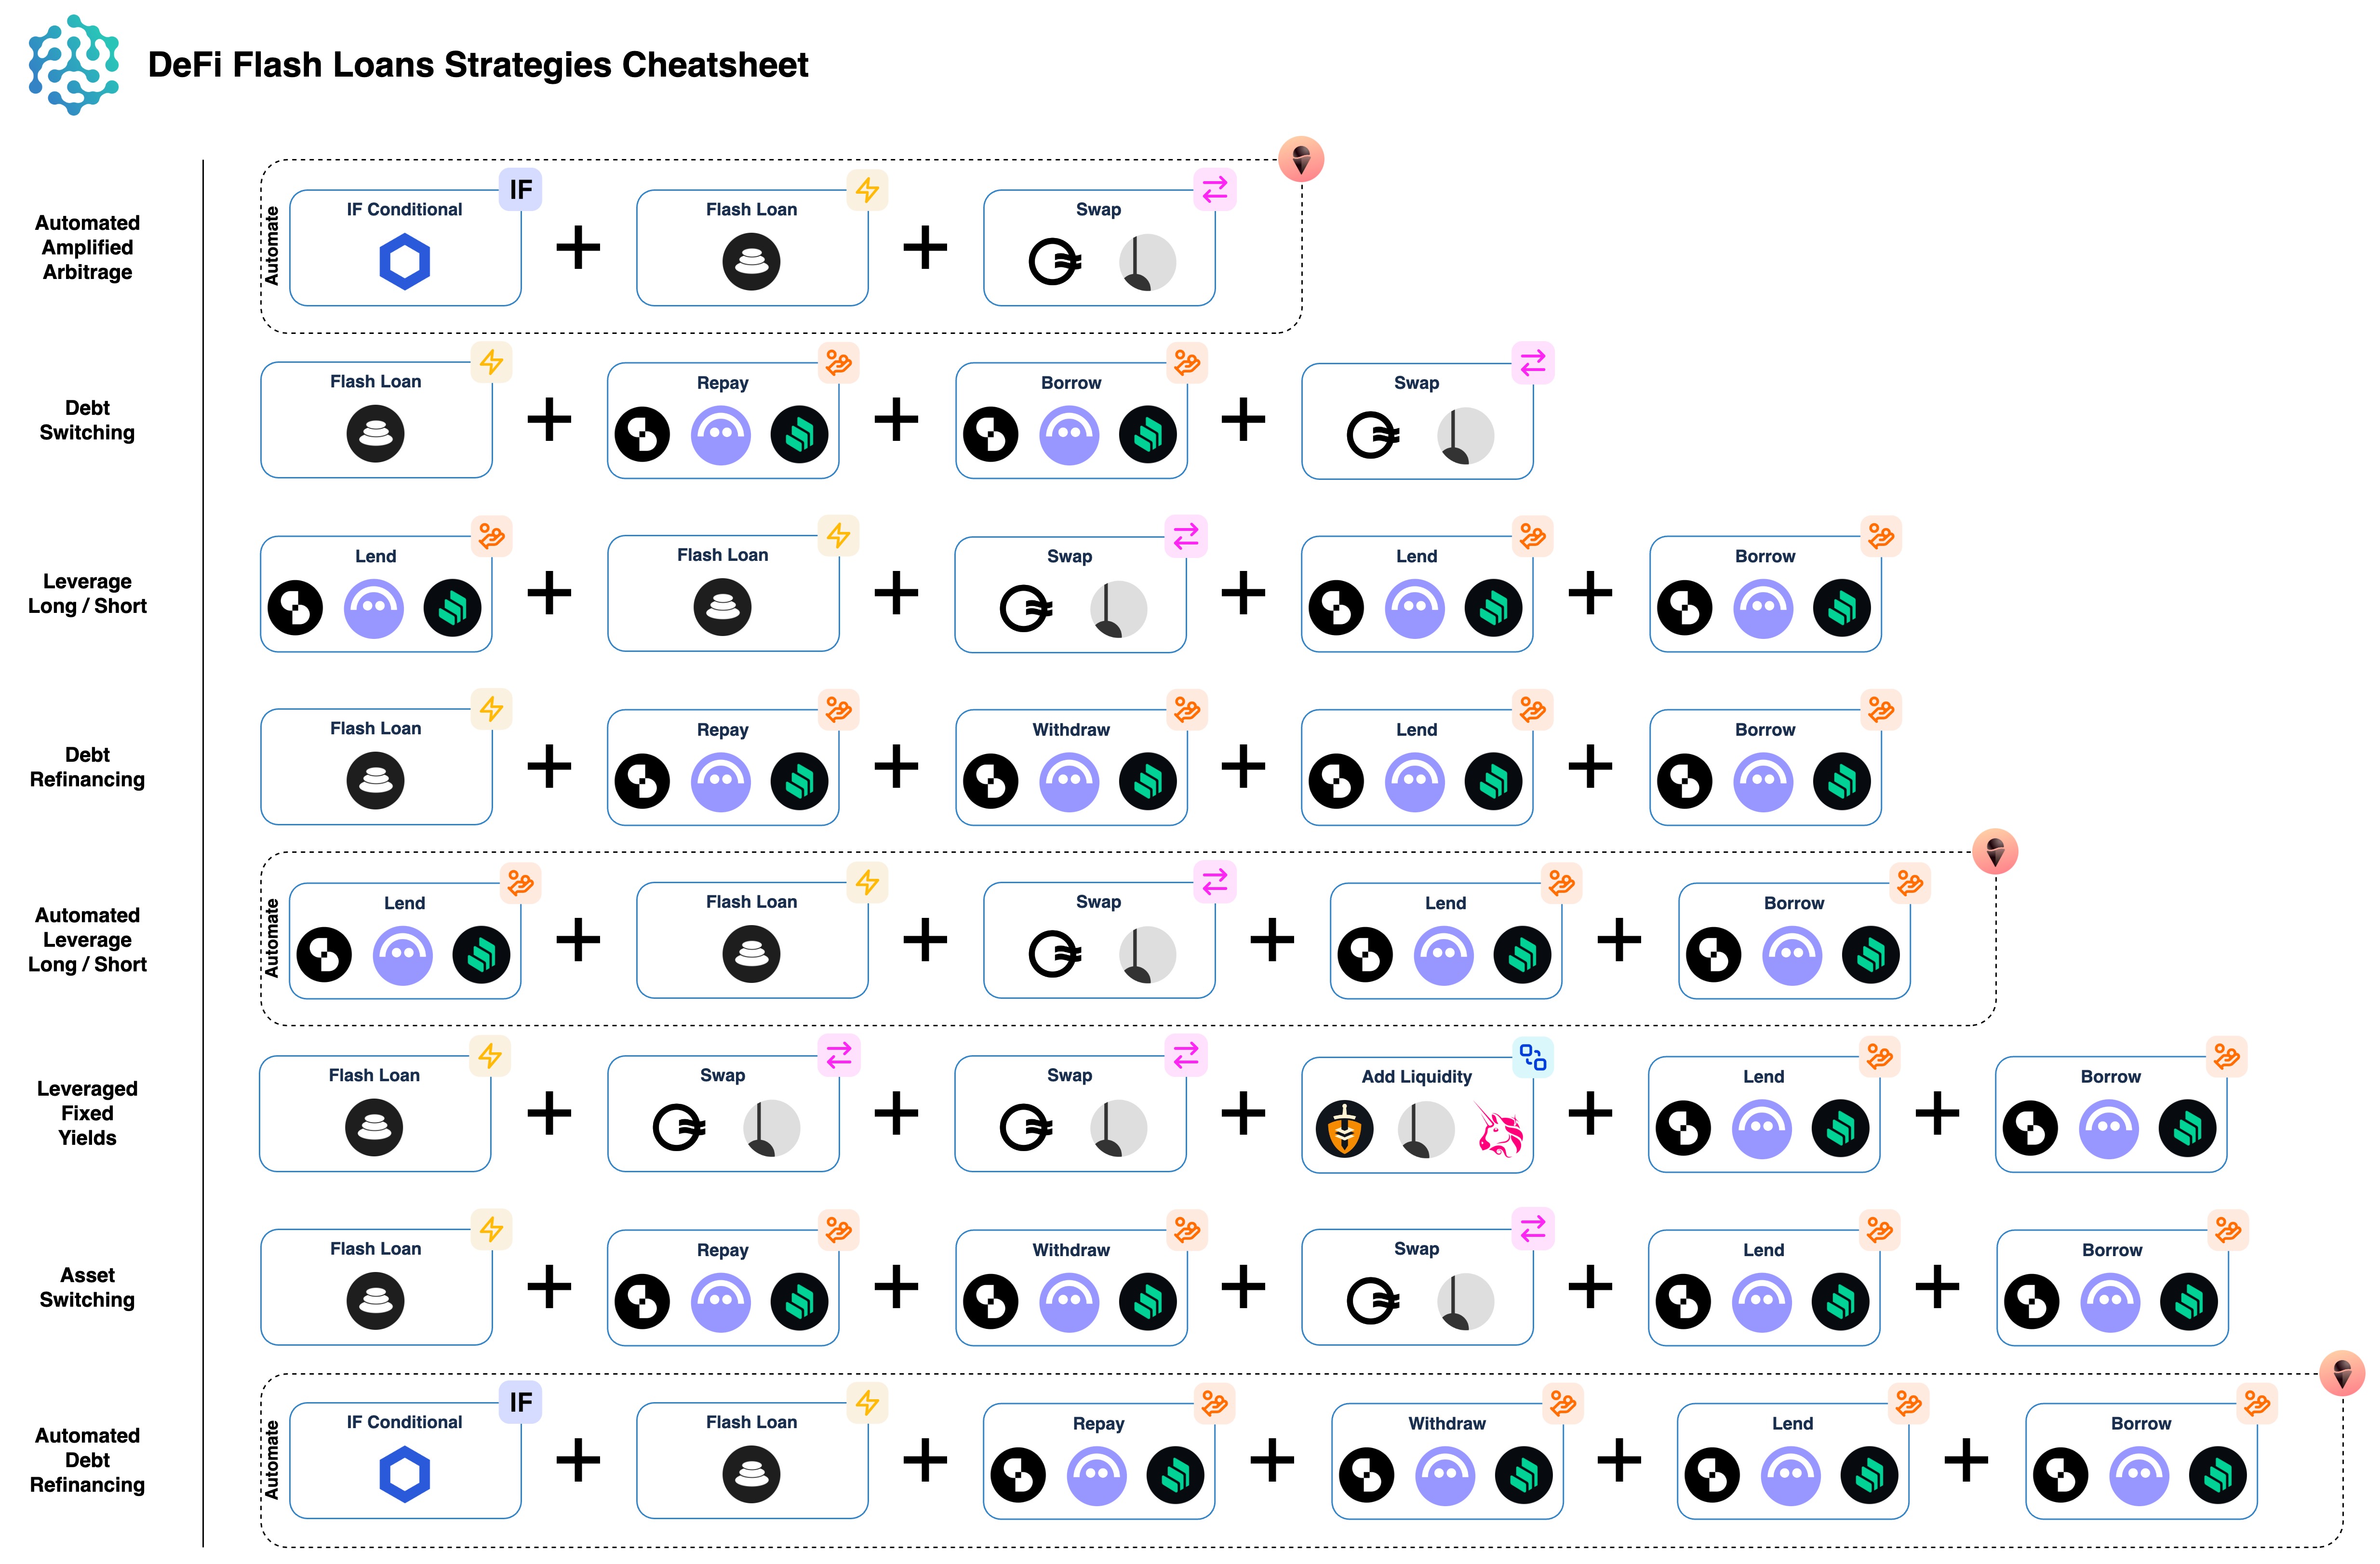 DeFi Flash Loans Strategies Cheatsheet
Automated
Amplified
Arbitrage
Automate
IF Conditional
IF
Flash Loan
Swap
Debt
Switching
Flash Loan
Repay
Borrow
Swap
Leverage
Long / Short
Lend
Flash Loan
Swap
Lend
Borrow
Debt
Refinancing
Flash Loan
Repay
Withdraw
Lend
Borrow
Automated
Leverage
Long / Short
Automate
Lend
Flash Loan
Swap
Lend
Borrow
Leveraged
Fixed
Yields
Flash Loan
Swap
Swap
Add Liquidity
Lend
Borrow
Asset
Switching
Flash Loan
Repay
Withdraw
Swap
Lend
Borrow
Automated
Debt
Refinancing
Automate
IF Conditional
IF
Flash Loan
Repay
Withdraw
Lend
Borrow